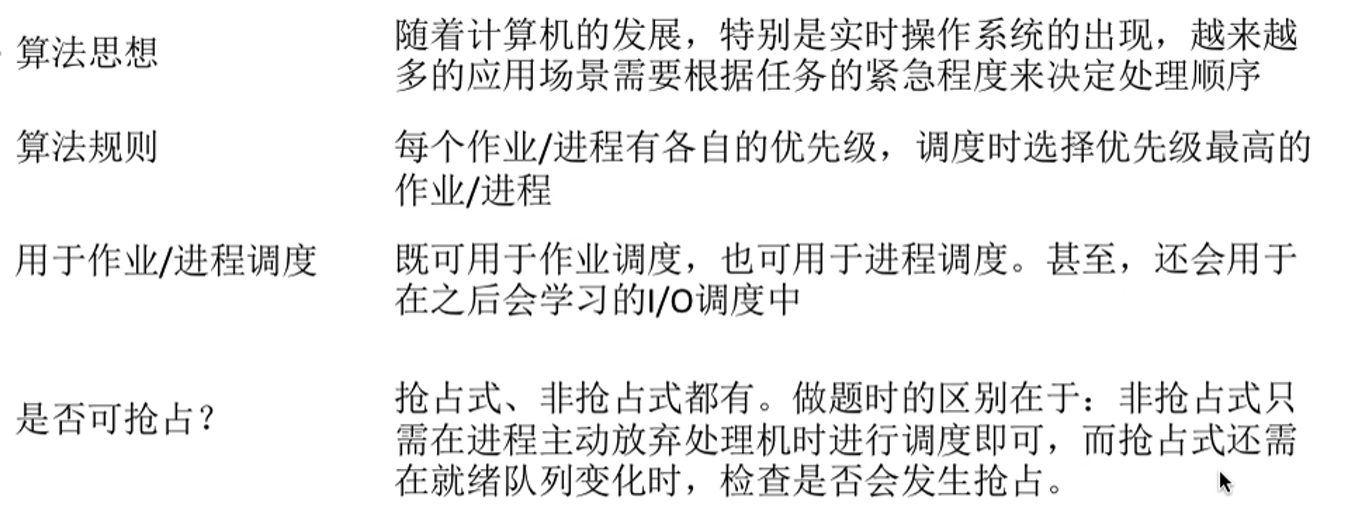 算法思想
随着计算机的发展，特别是实时操作系统的出现，越来越
多的应用场景需要根据任务的紧急程度来决定处理顺序
算法规则
每个作业/进程有各自的优先级，调度时选择优先级最高的
作业/进程
用于作业/进程调度
既可用于作业调度，也可用于进程调度。甚至，还会用于
在之后会学习的I/O调度中
是否可抢占？
抢占式、非抢占式都有。做题时的区别在于：非抢占式只
需在进程主动放弃处理机时进行调度即可，而抢占式还需
在就绪队列变化时，检查是否会发生抢占。